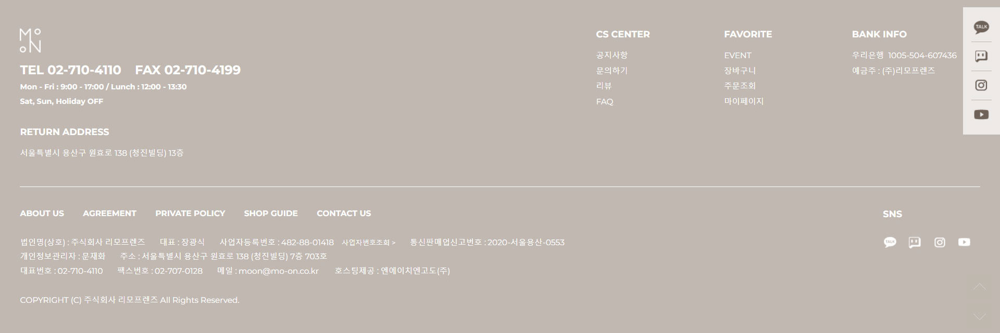 MOON
TEL 02-710-4110 FAX 02-710-4199
Mon - Fri : 9:00 - 17:00 / Lunch : 12:00 - 13:30
Sat, Sun, Holiday OFF
RETURN ADDRESS
서울특별시 용산구 원효로 138 (청진빌딩) 13층
CS CENTER
공지사항
문의하기
리뷰
FAQ
FAVORITE
EVENT
장바구니
주문조회
마이페이지
BANK INFO
우리은행 1005-504-607436
예금주 : (주)리모프렌즈
TALK
ABOUT US AGREEMENT PRIVATE POLICY SHOP GUIDE CONTACT US
법인명(상호) : 주식회사 리모프렌즈 대표 : 장광식 사업자등록번호 : 482-88-01418 사업자번호조회 > 통신판매업신고번호 : 2020-서울용산-0553
개인정보관리자 : 문재화 주소 : 서울특별시 용산구 원효로 138 (청진빌딩) 7층 703호
대표번호 : 02-710-4110 팩스번호 : 02-707-0128 메일 : moon@mo-on.co.kr 호스팅제공 : 엔에이치엔고도(주)
COPYRIGHT (C) 주식회사 리모프렌즈 All Rights Reserved.
SNS
TALK